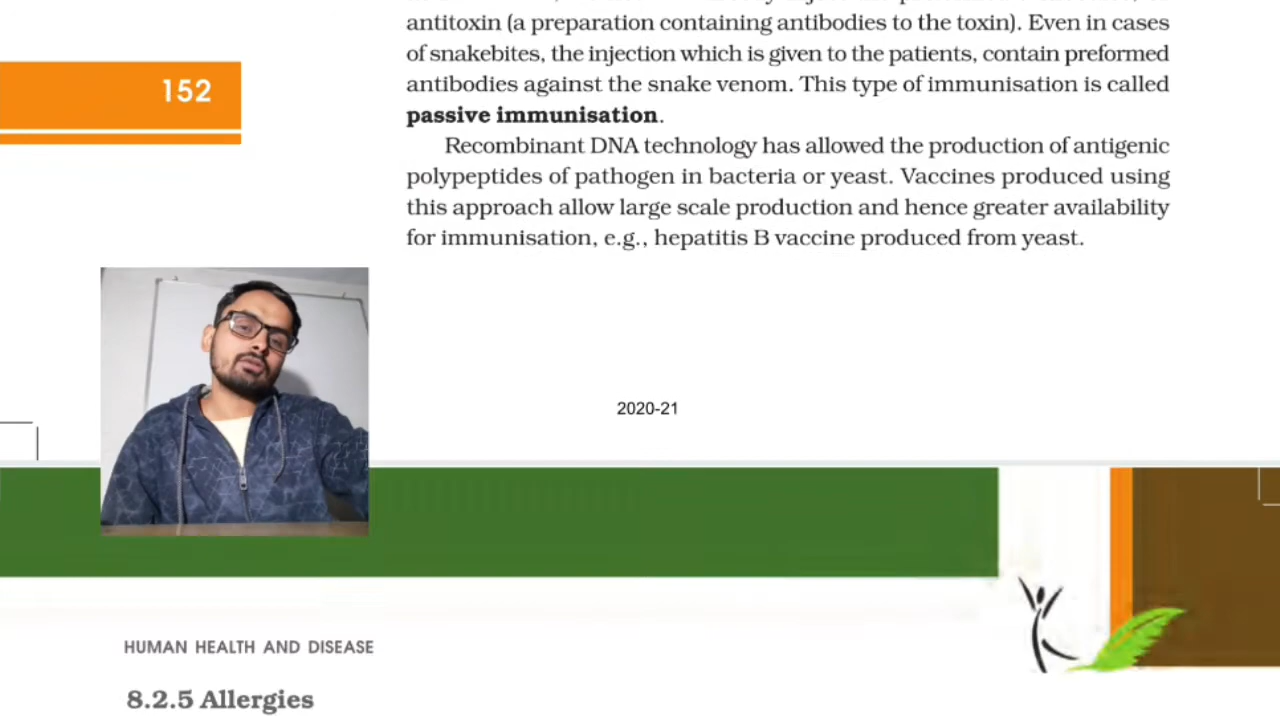 antitoxin (a preparation containing antibodies to the toxin). Even in cases
of snakebites, the injection which is given to the patients, contain preformed
antibodies against the snake venom. This type of immunisation is called
passive immunisation.
152
Recombinant DNA technology has allowed the production of antigenic
polypeptides of pathogen in bacteria or yeast. Vaccines produced using
this approach allow large scale production and hence greater availability
for immunisation, e.g., hepatitis B vaccine produced from yeast.
2020-21
HUMAN HEALTH AND DISEASE
8.2.5 Allergies